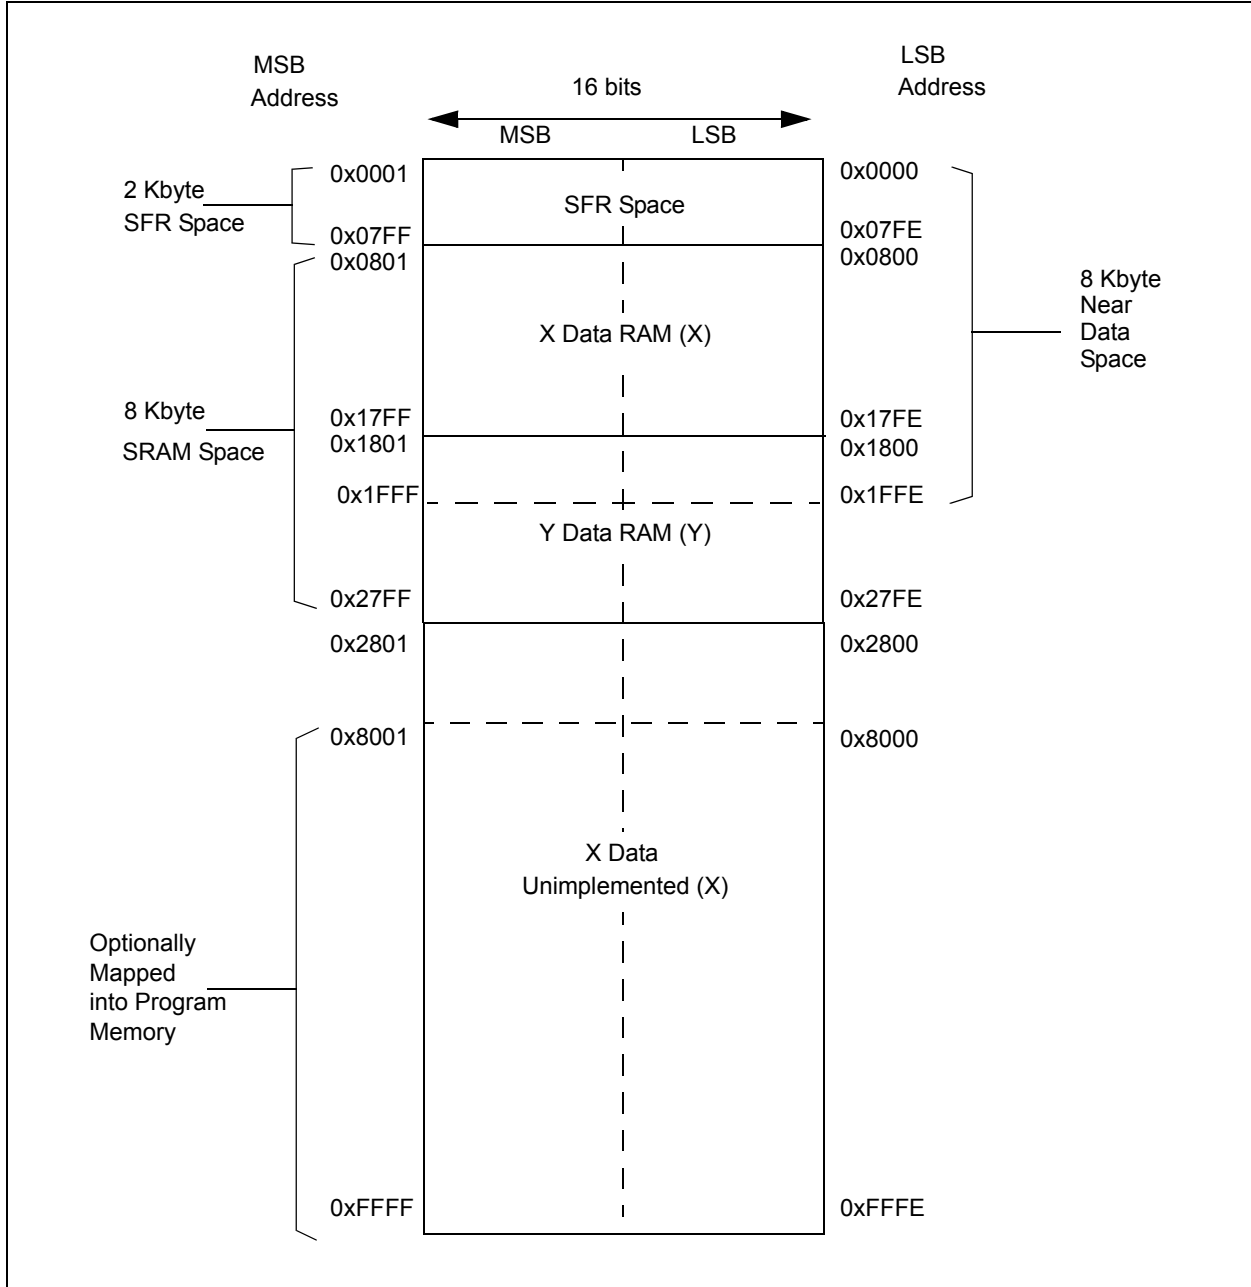 MSB
Address
LSB
Address
16 bits
MSB
LSB
0x0001
0x0000
2 Kbyte
SFR Space
SFR Space
0x07FF
0x07FE
0x0801
0x0800
8 Kbyte
Near
Data
Space
X Data RAM (X)
8 Kbyte
SRAM Space
0x17FF
0x17FE
0x1801
0x1800
0x1FFF
0x1FFE
Y Data RAM (Y)
0x27FF
0x27FE
0x2801
0x2800
0x8001
0x8000
X Data
Unimplemented (X)
Optionally
Mapped
into Program
Memory
0xFFFF
0xFFFE